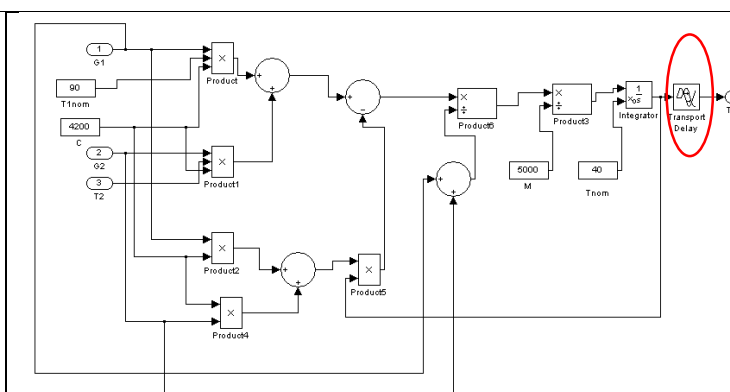 1
G1
90
T1nom
4200
C
2
G2
3
T2
×
Product
×
Product1
×
Product2
×
Product4
+
+
+
+
+
−
×
Product5
×
÷
Product6
+
+
×
÷
Product3
5000
M
1
x₀ s
Integrator
40
Tnom
Transport
Delay